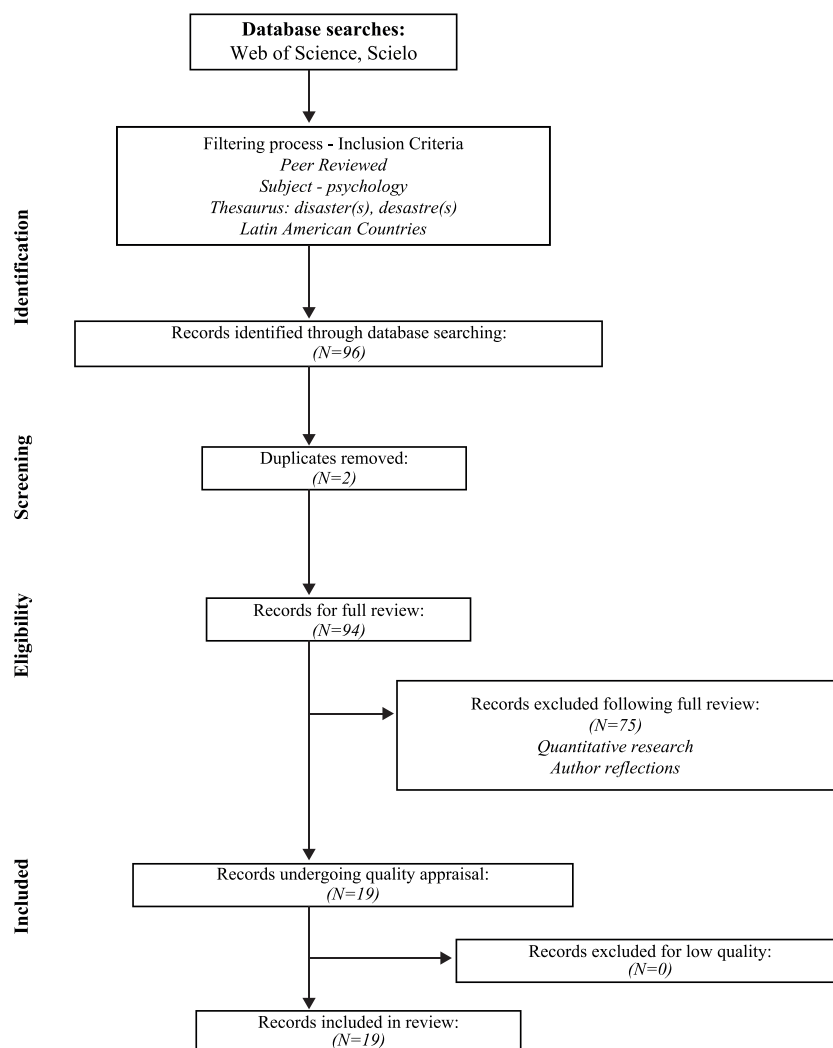 Database searches:
Web of Science, Scielo
Filtering process - Inclusion Criteria
Peer Reviewed
Subject - psychology
Thesaurus: disaster(s), desastre(s)
Latin American Countries
Identification
Records identified through database searching:
(N=96)
Screening
Duplicates removed:
(N=2)
Eligibility
Records for full review:
(N=94)
Records excluded following full review:
(N=75)
Quantitative research
Author reflections
Included
Records undergoing quality appraisal:
(N=19)
Records excluded for low quality:
(N=0)
Records included in review:
(N=19)